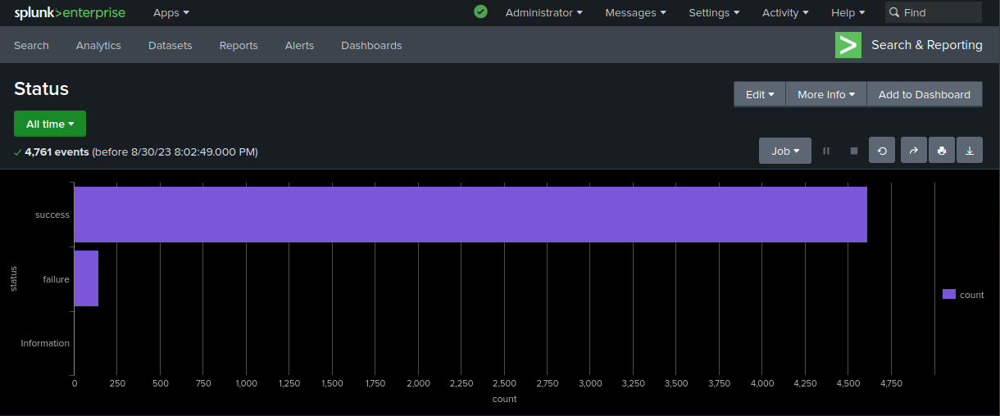 splunk>enterprise Apps Administrator Messages Settings Activity Help Find
Search Analytics Datasets Reports Alerts Dashboards Search & Reporting
Status
Edit More Info Add to Dashboard
All time
4,761 events (before 8/30/23 8:02:49.000 PM)
Job
success
failure
Information
status
count
0 250 500 750 1,000 1,250 1,500 1,750 2,000 2,250 2,500 2,750 3,000 3,250 3,500 3,750 4,000 4,250 4,500 4,750
count